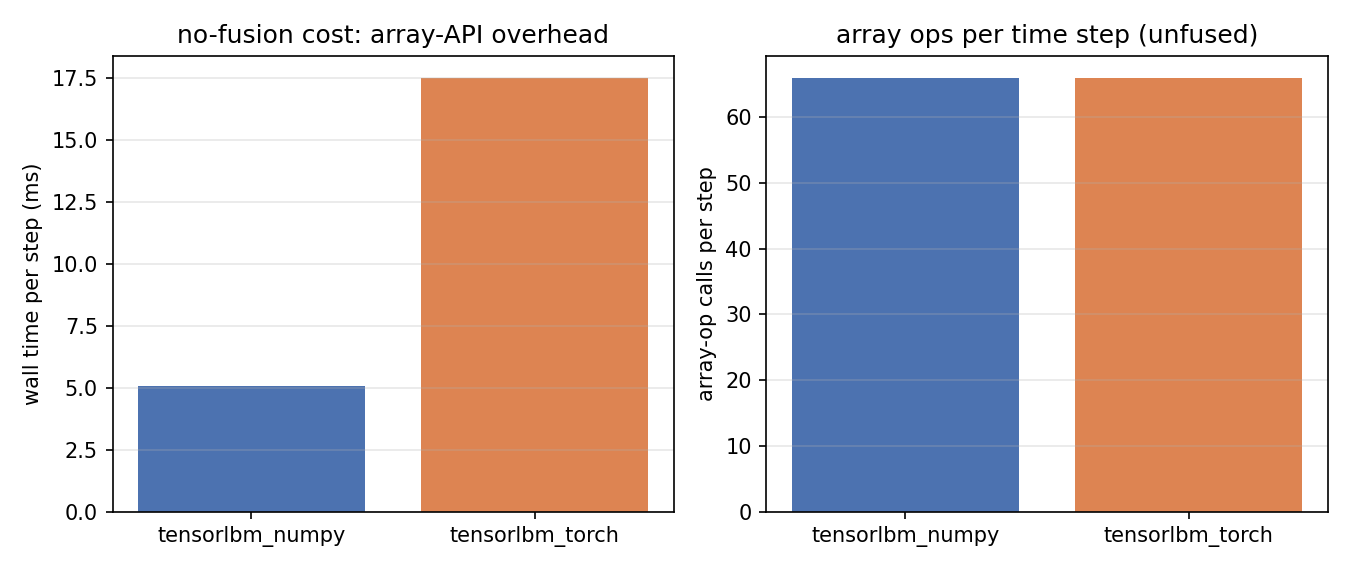 no-fusion cost: array-API overhead
wall time per step (ms)
17.5
15.0
12.5
10.0
7.5
5.0
2.5
0.0
tensorlbm_numpy
tensorlbm_torch
array ops per time step (unfused)
array-op calls per step
60
50
40
30
20
10
0
tensorlbm_numpy
tensorlbm_torch